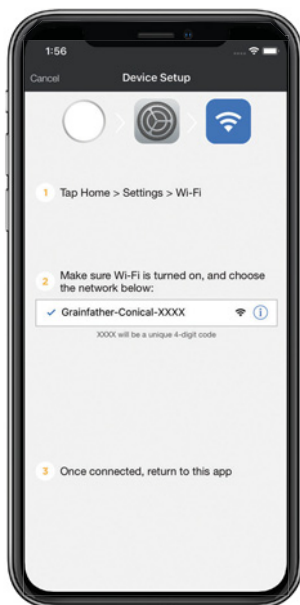 1:56
Cancel Device Setup
1 Tap Home > Settings > Wi-Fi
2 Make sure Wi-Fi is turned on, and choose
the network below:
Grainfather-Conical-XXXX
XXXX will be a unique 4-digit code
3 Once connected, return to this app